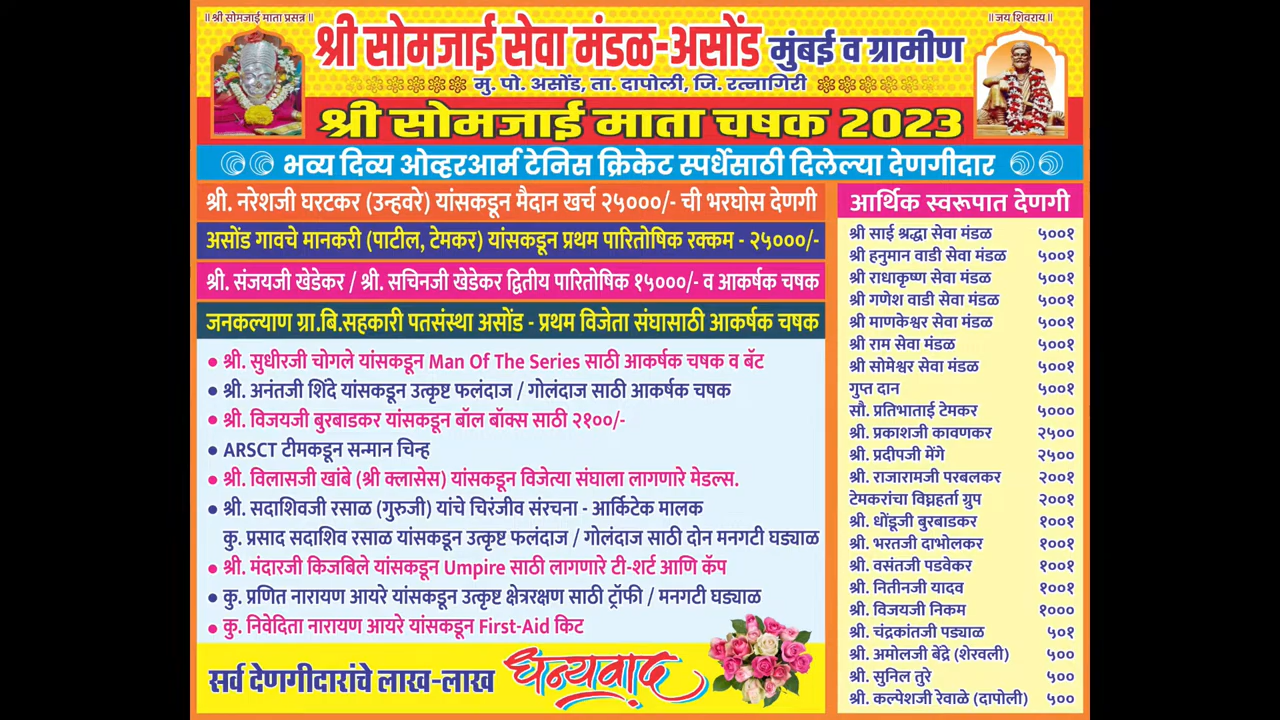 ॥ श्री सोमजाई माता प्रसन्न ॥
॥ जय शिवराय ॥
श्री सोमजाई सेवा मंडळ-असोंड मुंबई व ग्रामीण
मु. पो. असोंड, ता. दापोली, जि. रत्नागिरी
श्री सोमजाई माता चषक 2023
भव्य दिव्य ओव्हरआर्म टेनिस क्रिकेट स्पर्धेसाठी दिलेल्या देणगीदार
श्री. नरेशजी घरटकर (उन्हवरे) यांसकडून मैदान खर्च २५०००/- ची भरघोस देणगी
असोंड गावचे मानकरी (पाटील, टेमकर) यांसकडून प्रथम पारितोषिक रक्कम - २५०००/-
श्री. संजयजी खेडेकर / श्री. सचिनजी खेडेकर द्वितीय पारितोषिक १५०००/- व आकर्षक चषक
जनकल्याण ग्रा.बि.सहकारी पतसंस्था असोंड - प्रथम विजेता संघासाठी आकर्षक चषक
• श्री. सुधीरजी चोगले यांसकडून Man Of The Series साठी आकर्षक चषक व बॅट
• श्री. अनंतजी शिंदे यांसकडून उत्कृष्ट फलंदाज / गोलंदाज साठी आकर्षक चषक
• श्री. विजयजी बुरबाडकर यांसकडून बॉल बॉक्स साठी २१००/-
• ARSCT टीमकडून सन्मान चिन्ह
• श्री. विलासजी खांबे (श्री क्लासेस) यांसकडून विजेत्या संघाला लागणारे मेडल्स.
• श्री. सदाशिवजी रसाळ (गुरुजी) यांचे चिरंजीव संरचना - आर्किटेक मालक
कु. प्रसाद सदाशिव रसाळ यांसकडून उत्कृष्ट फलंदाज / गोलंदाज साठी दोन मनगटी घड्याळ
• श्री. मंदारजी किजबिले यांसकडून Umpire साठी लागणारे टी-शर्ट आणि कॅप
• कु. प्रणित नारायण आयरे यांसकडून उत्कृष्ट क्षेत्ररक्षण साठी ट्रॉफी / मनगटी घड्याळ
• कु. निवेदिता नारायण आयरे यांसकडून First-Aid किट
सर्व देणगीदारांचे लाख-लाख धन्यवाद
आर्थिक स्वरूपात देणगी
श्री साई श्रद्धा सेवा मंडळ ५००१
श्री हनुमान वाडी सेवा मंडळ ५००१
श्री राधाकृष्ण सेवा मंडळ ५००१
श्री गणेश वाडी सेवा मंडळ ५००१
श्री माणकेश्वर सेवा मंडळ ५००१
श्री राम सेवा मंडळ ५००१
श्री सोमेश्वर सेवा मंडळ ५००१
गुप्त दान ५००१
सौ. प्रतिभाताई टेमकर ५०००
श्री. प्रकाशजी कावणकर २५००
श्री. प्रदीपजी मेंगे २५००
श्री. राजारामजी परबलकर २००१
टेमकरांचा विघ्नहर्ता ग्रुप २००१
श्री. धोंडूजी बुरबाडकर १००१
श्री. भरतजी दाभोलकर १००१
श्री. वसंतजी पडवेकर १००१
श्री. नितीनजी यादव १००१
श्री. विजयजी निकम १०००
श्री. चंद्रकांतजी पड्याळ ५०१
श्री. अमोलजी बेंद्रे (शेरवली) ५००
श्री. सुनिल तुरे ५००
श्री. कल्पेशजी रेवाळे (दापोली) ५००